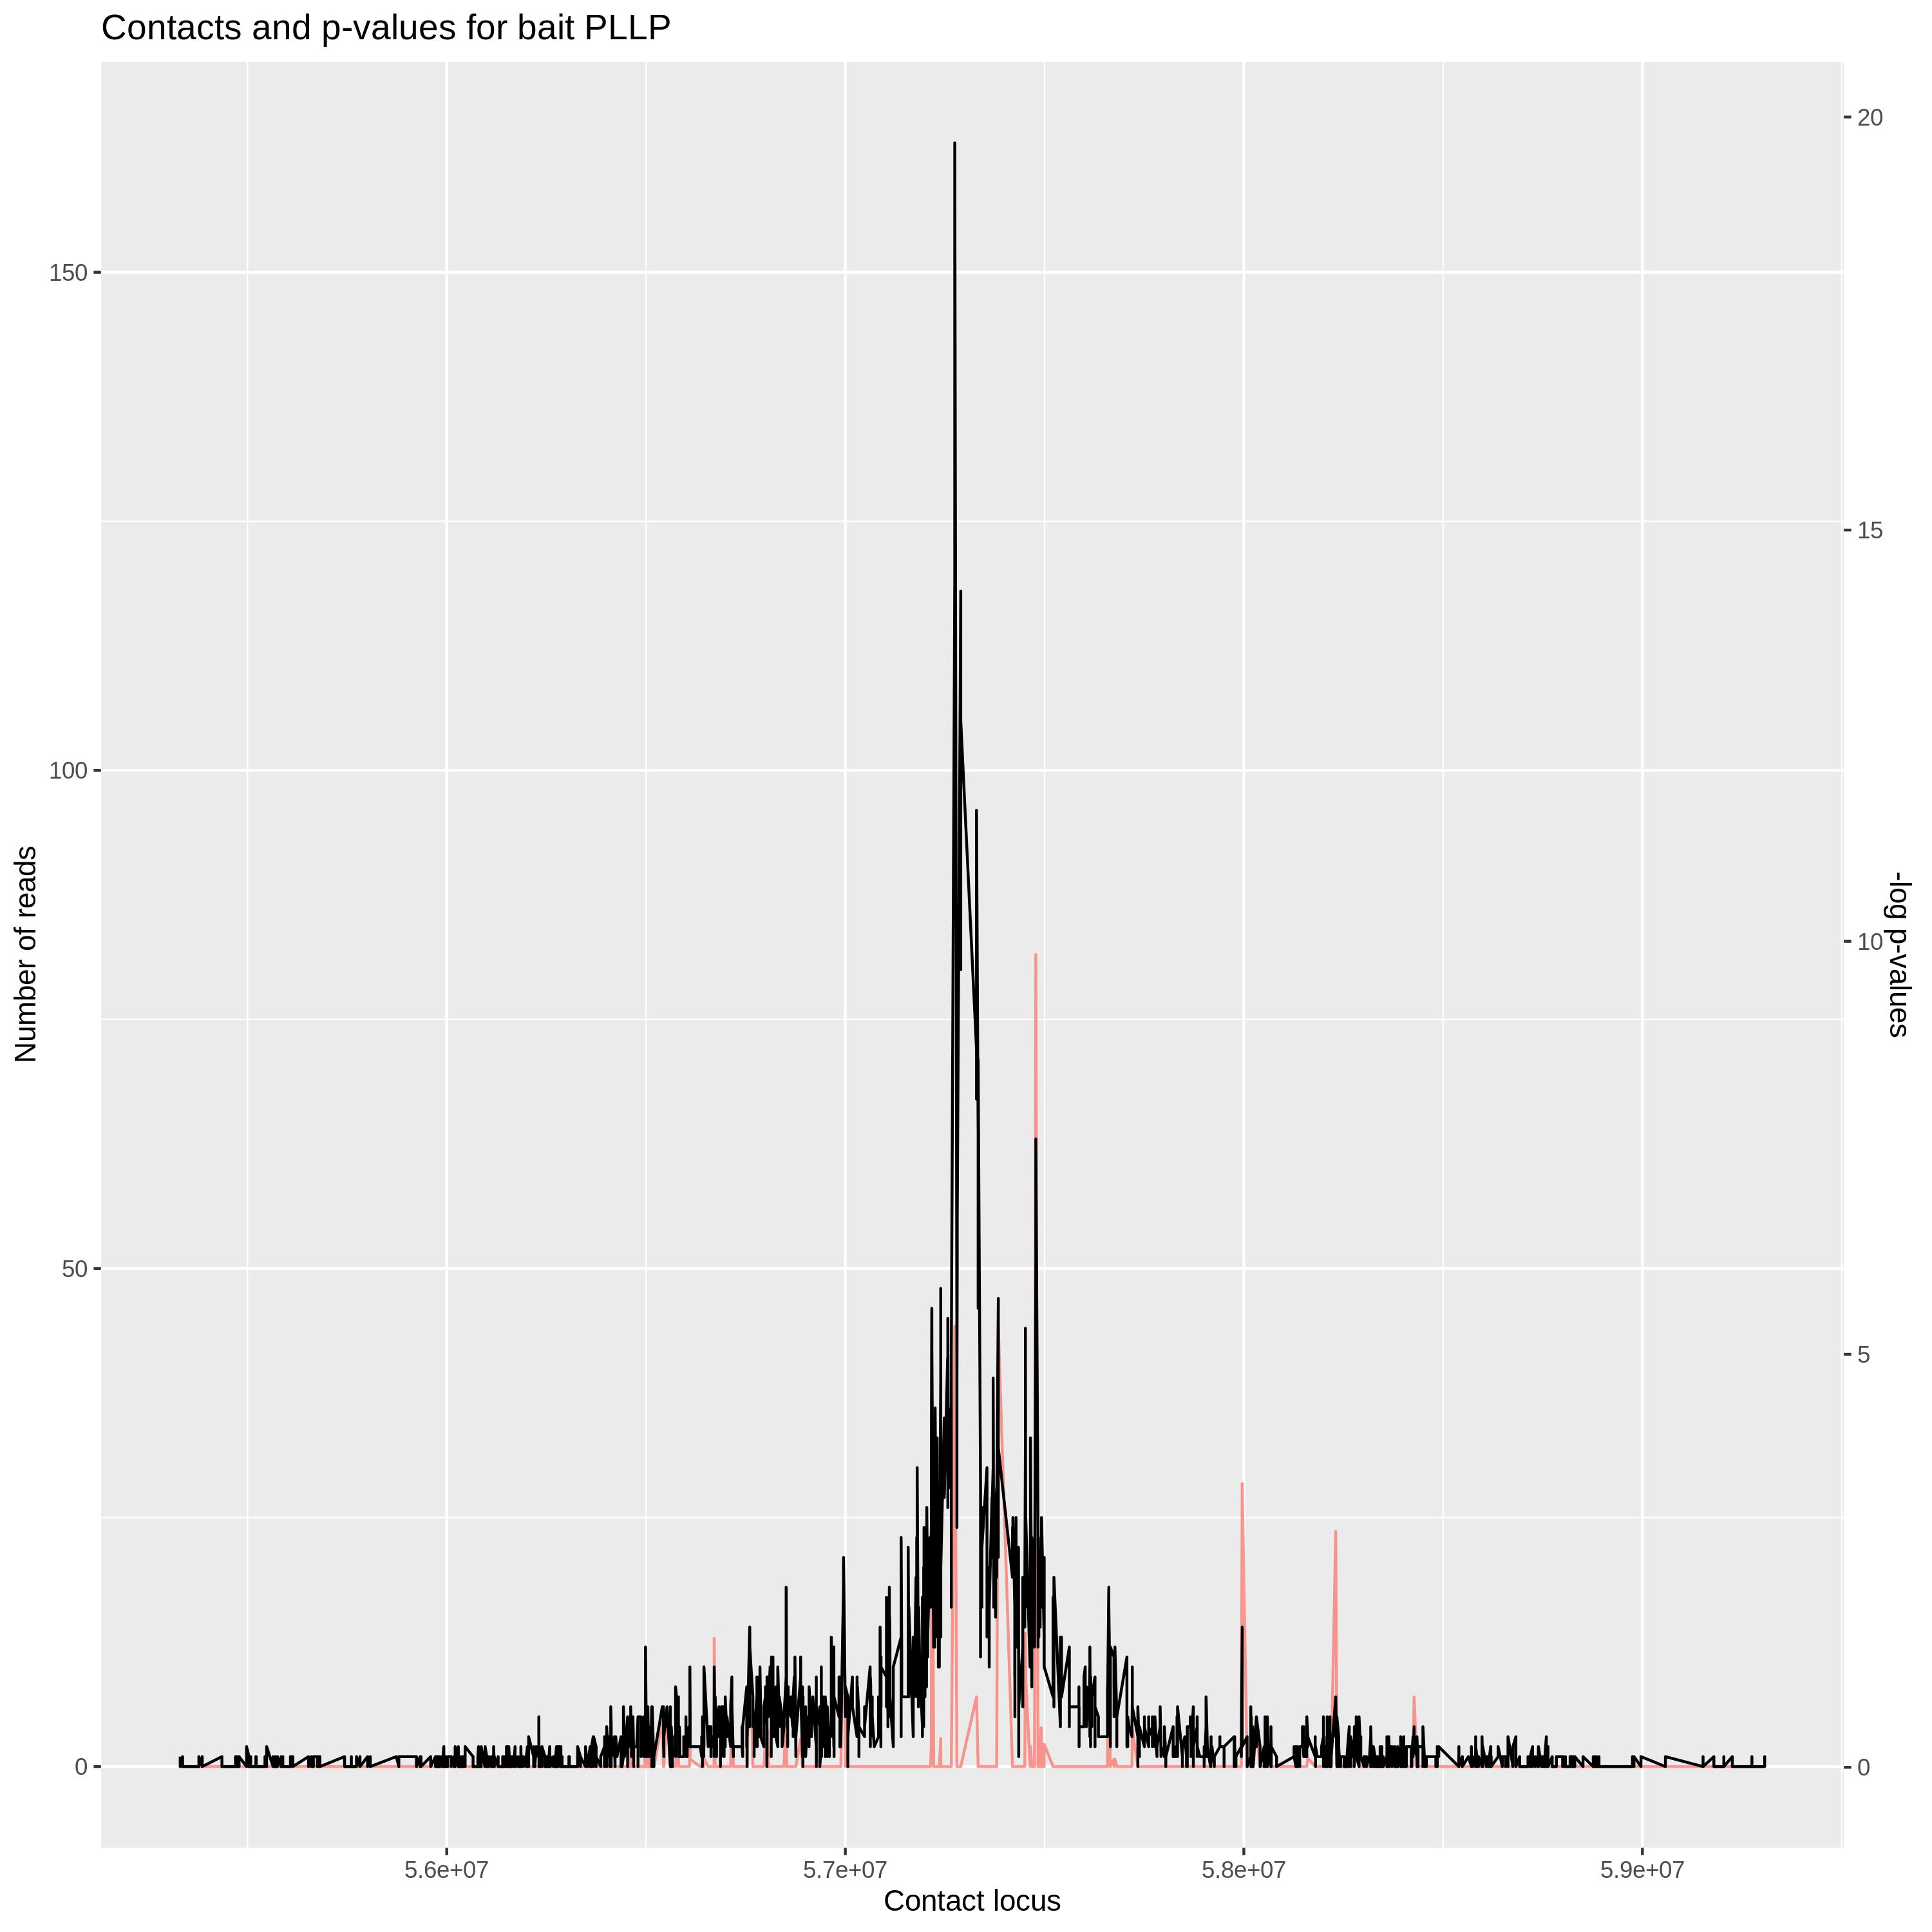 Contacts and p-values for bait PLLP
Number of reads
150
100
50
0
20
15
10
5
0
-log p-values
5.6e+07 5.7e+07 5.8e+07 5.9e+07
Contact locus